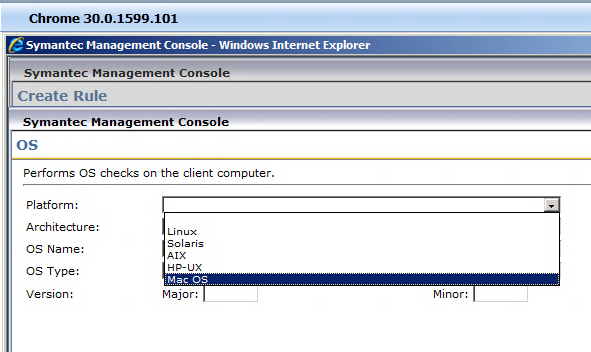 Chrome 30.0.1599.101
Symantec Management Console - Windows Internet Explorer
Symantec Management Console
Create Rule
Symantec Management Console
OS
Performs OS checks on the client computer.
Platform:
Architecture:
Linux
Solaris
OS Name:
AIX
HP-UX
OS Type:
Mac OS
Version: Major: Minor: